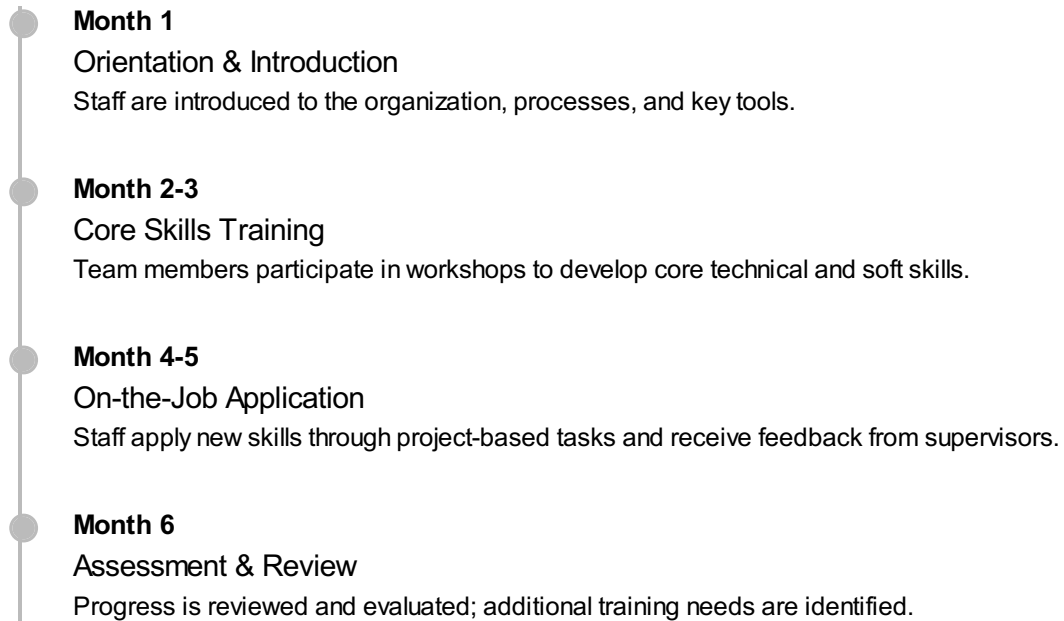 Month 1
Orientation & Introduction
Staff are introduced to the organization, processes, and key tools.
Month 2-3
Core Skills Training
Team members participate in workshops to develop core technical and soft skills.
Month 4-5
On-the-Job Application
Staff apply new skills through project-based tasks and receive feedback from supervisors.
Month 6
Assessment & Review
Progress is reviewed and evaluated; additional training needs are identified.